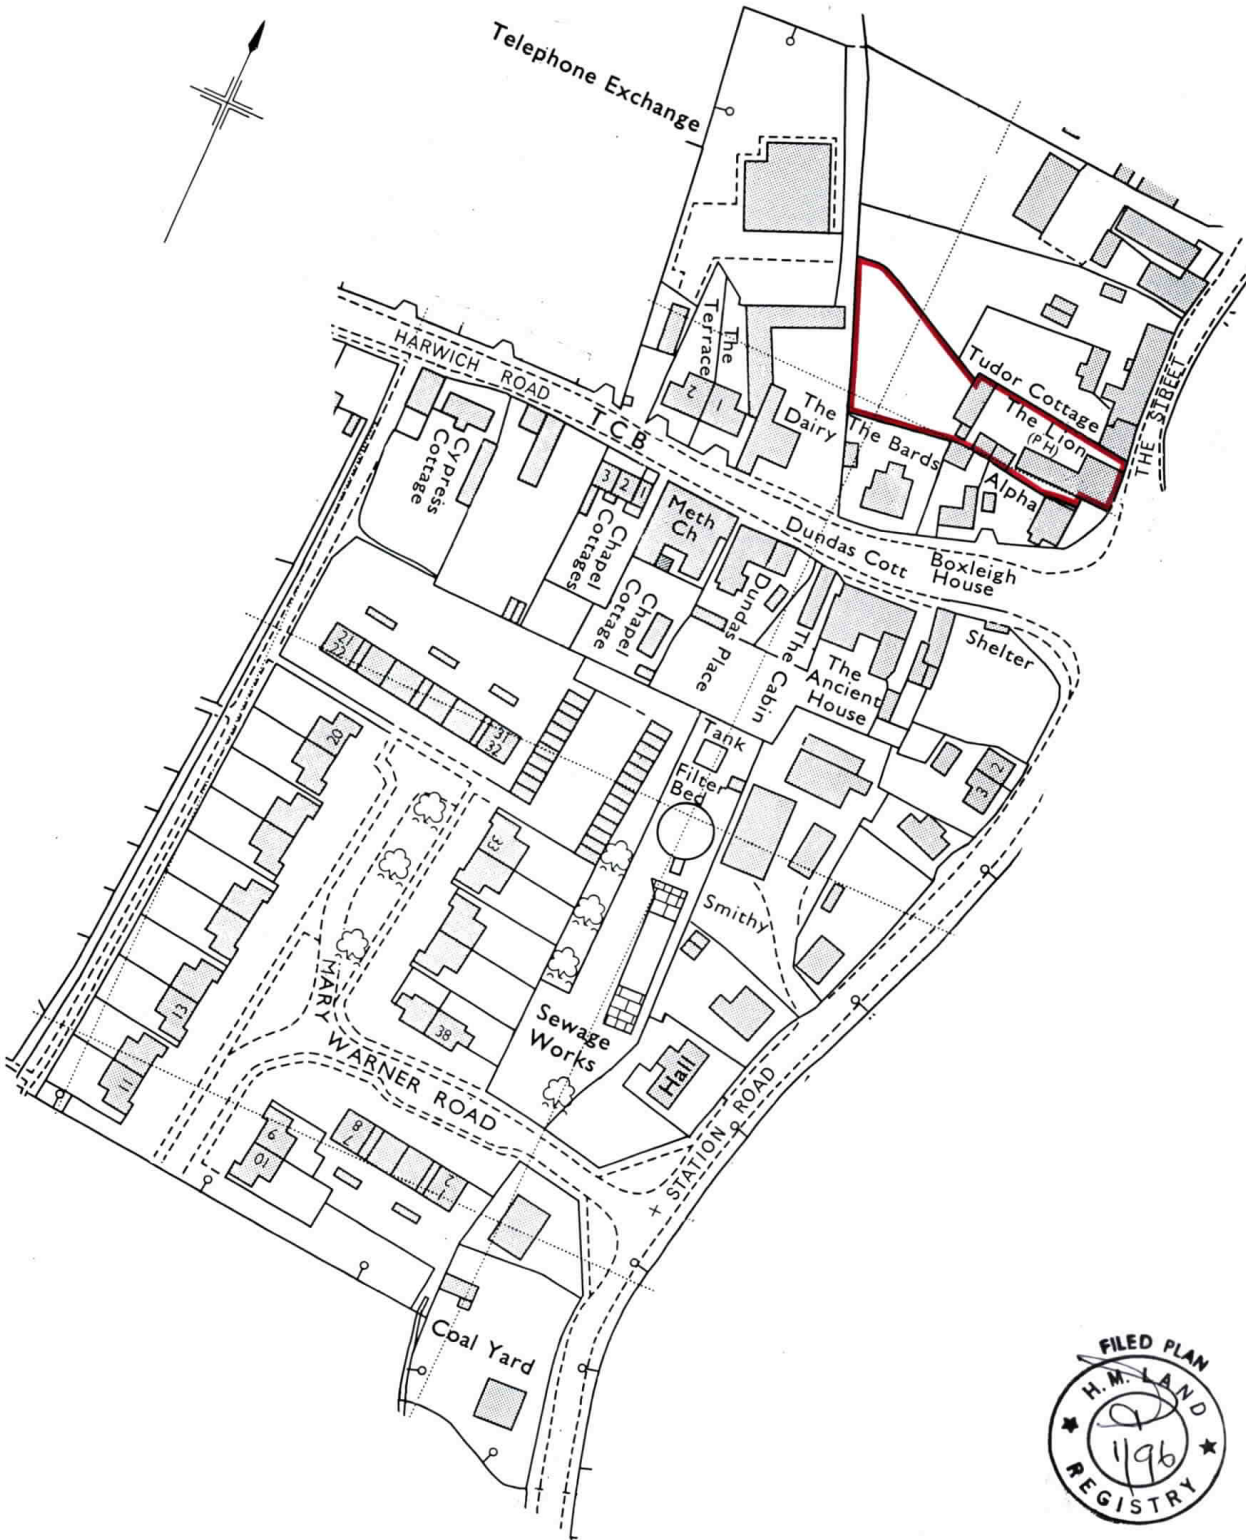 Telephone Exchange
HARWICH ROAD
The
Terrace
2
1
The
Dairy
T C B
The Bards
Tudor Cottage
The Lion
(P H)
Alpha
THE STREET
Cypress
Cottage
3 2 1
Chapel
Cottages
Meth
Ch
Chapel
Cottage
Dundas Cott
Dundas Place
Boxleigh
House
The Cabin
The
Ancient
House
Shelter
21
22
31
32
Tank
Filter
Bed
2
3
20
33
Smithy
MARY
WARNER ROAD
13
38
Sewage
Works
11
Hall
STATION ROAD
9
10
8
7
2
1
Coal Yard
FILED PLAN
H.M. LAND
REGISTRY
1/96